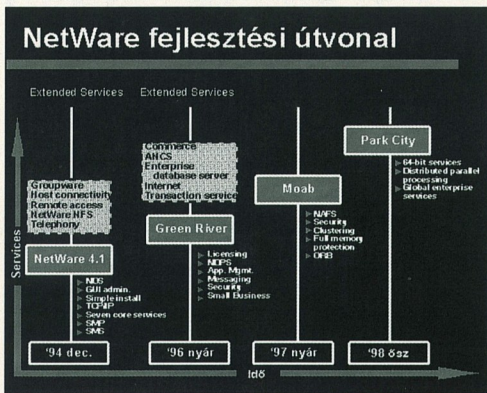 NetWare fejlesztési útvonal
Extended Services
Extended Services
Groupware
Host connectivity
Remote access
NetWare NFS
Telephony
NetWare 4.1
NDS
GUI admin.
Simple install
TCP/IP
Seven core services
SMP
SMS
'94 dec.
Commerce
ANCS
Enterprise
database server
Internet
Transaction service
Green River
Licensing
NDPS
App. Mgmt.
Messaging
Security
Small Business
'96 nyár
Moab
NAFS
Security
Clustering
Full memory
protection
ORB
'97 nyár
Park City
64-bit services
Distributed parallel
processing
Global enterprise
services
'98 ősz
Services
Idő